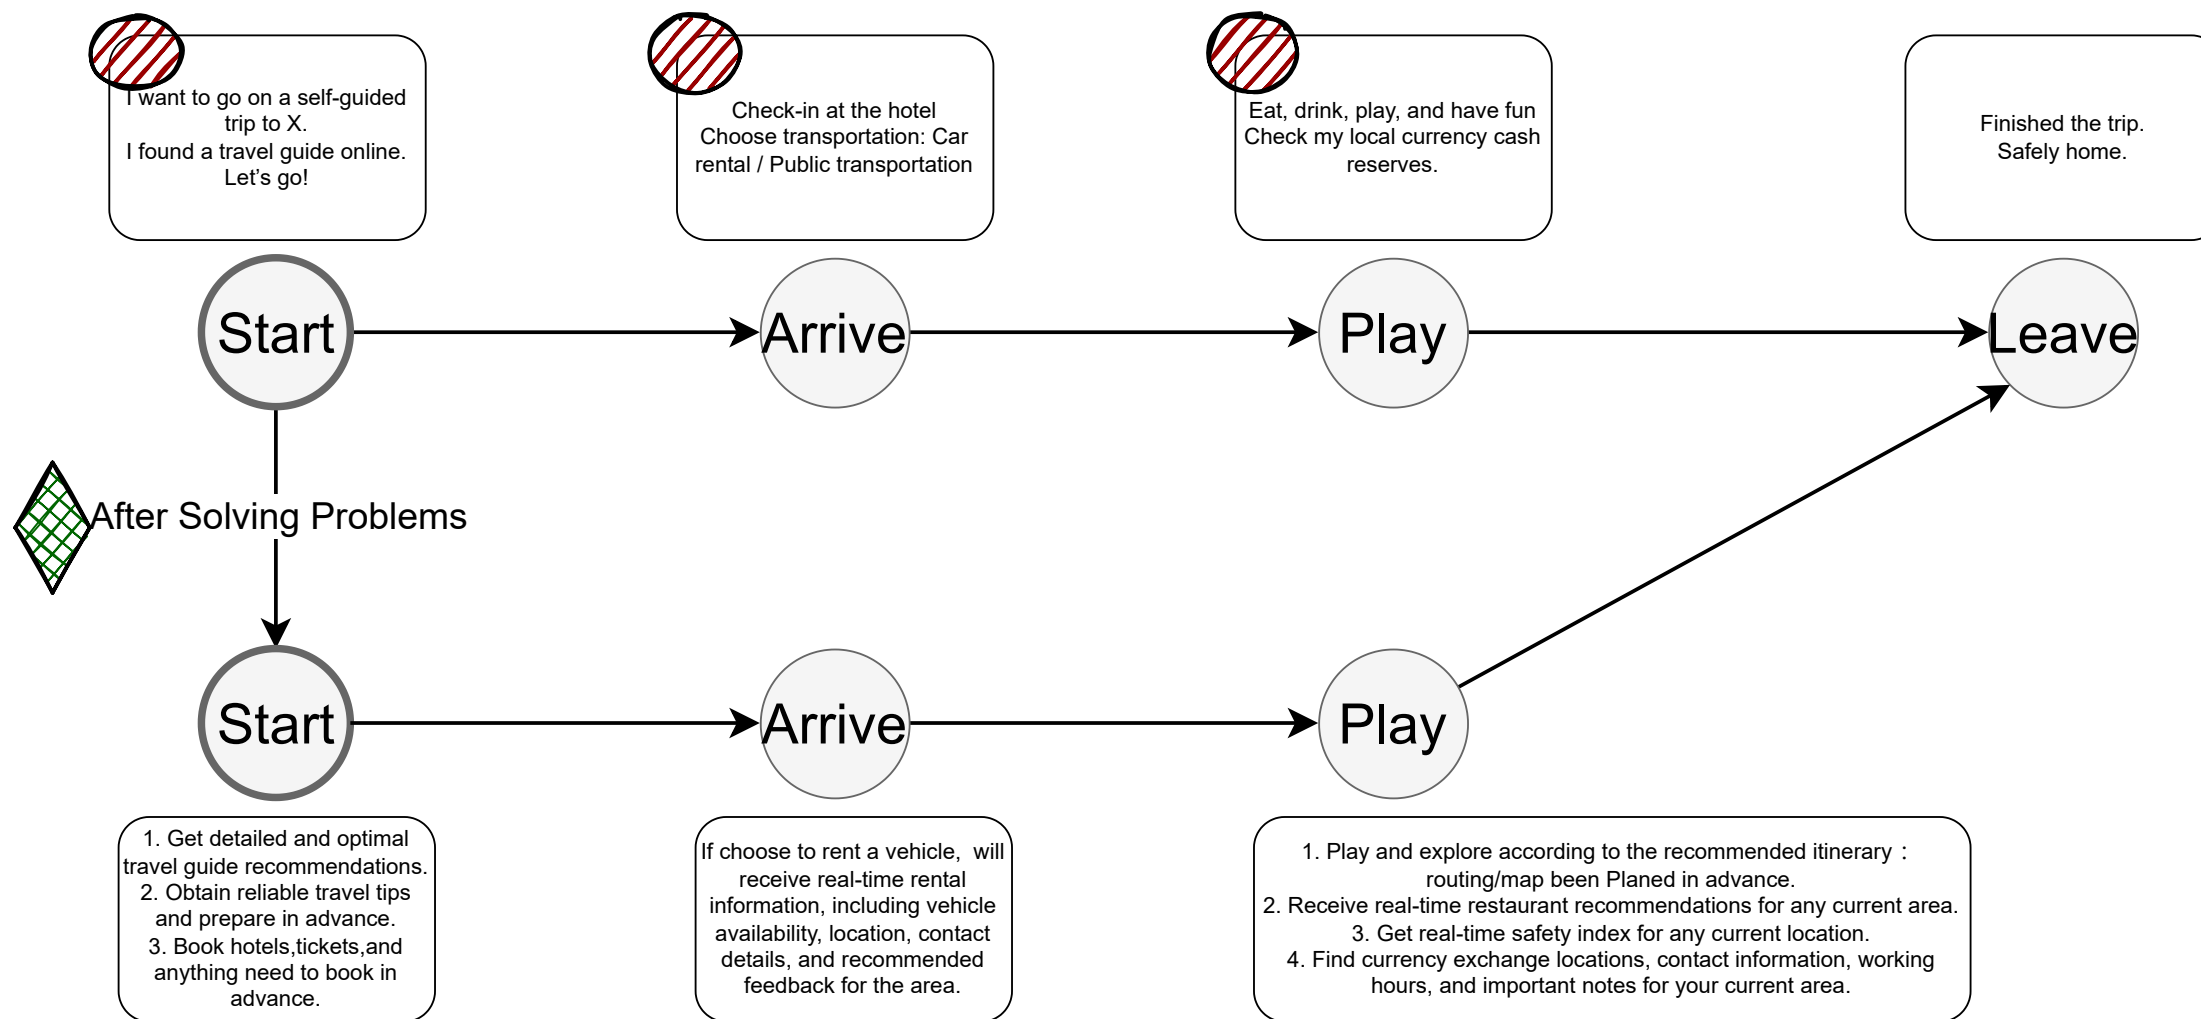 I want to go on a self-guided
trip to X.
I found a travel guide online.
Let's go!
Check-in at the hotel
Choose transportation: Car
rental / Public transportation
Eat, drink, play, and have fun
Check my local currency cash
reserves.
Finished the trip.
Safely home.
Start
Arrive
Play
Leave
After Solving Problems
Start
Arrive
Play
1. Get detailed and optimal
travel guide recommendations.
2. Obtain reliable travel tips
and prepare in advance.
3. Book hotels,tickets,and
anything need to book in
advance.
If choose to rent a vehicle, will
receive real-time rental
information, including vehicle
availability, location, contact
details, and recommended
feedback for the area.
1. Play and explore according to the recommended itinerary：
routing/map been Planed in advance.
2. Receive real-time restaurant recommendations for any current area.
3. Get real-time safety index for any current location.
4. Find currency exchange locations, contact information, working
hours, and important notes for your current area.